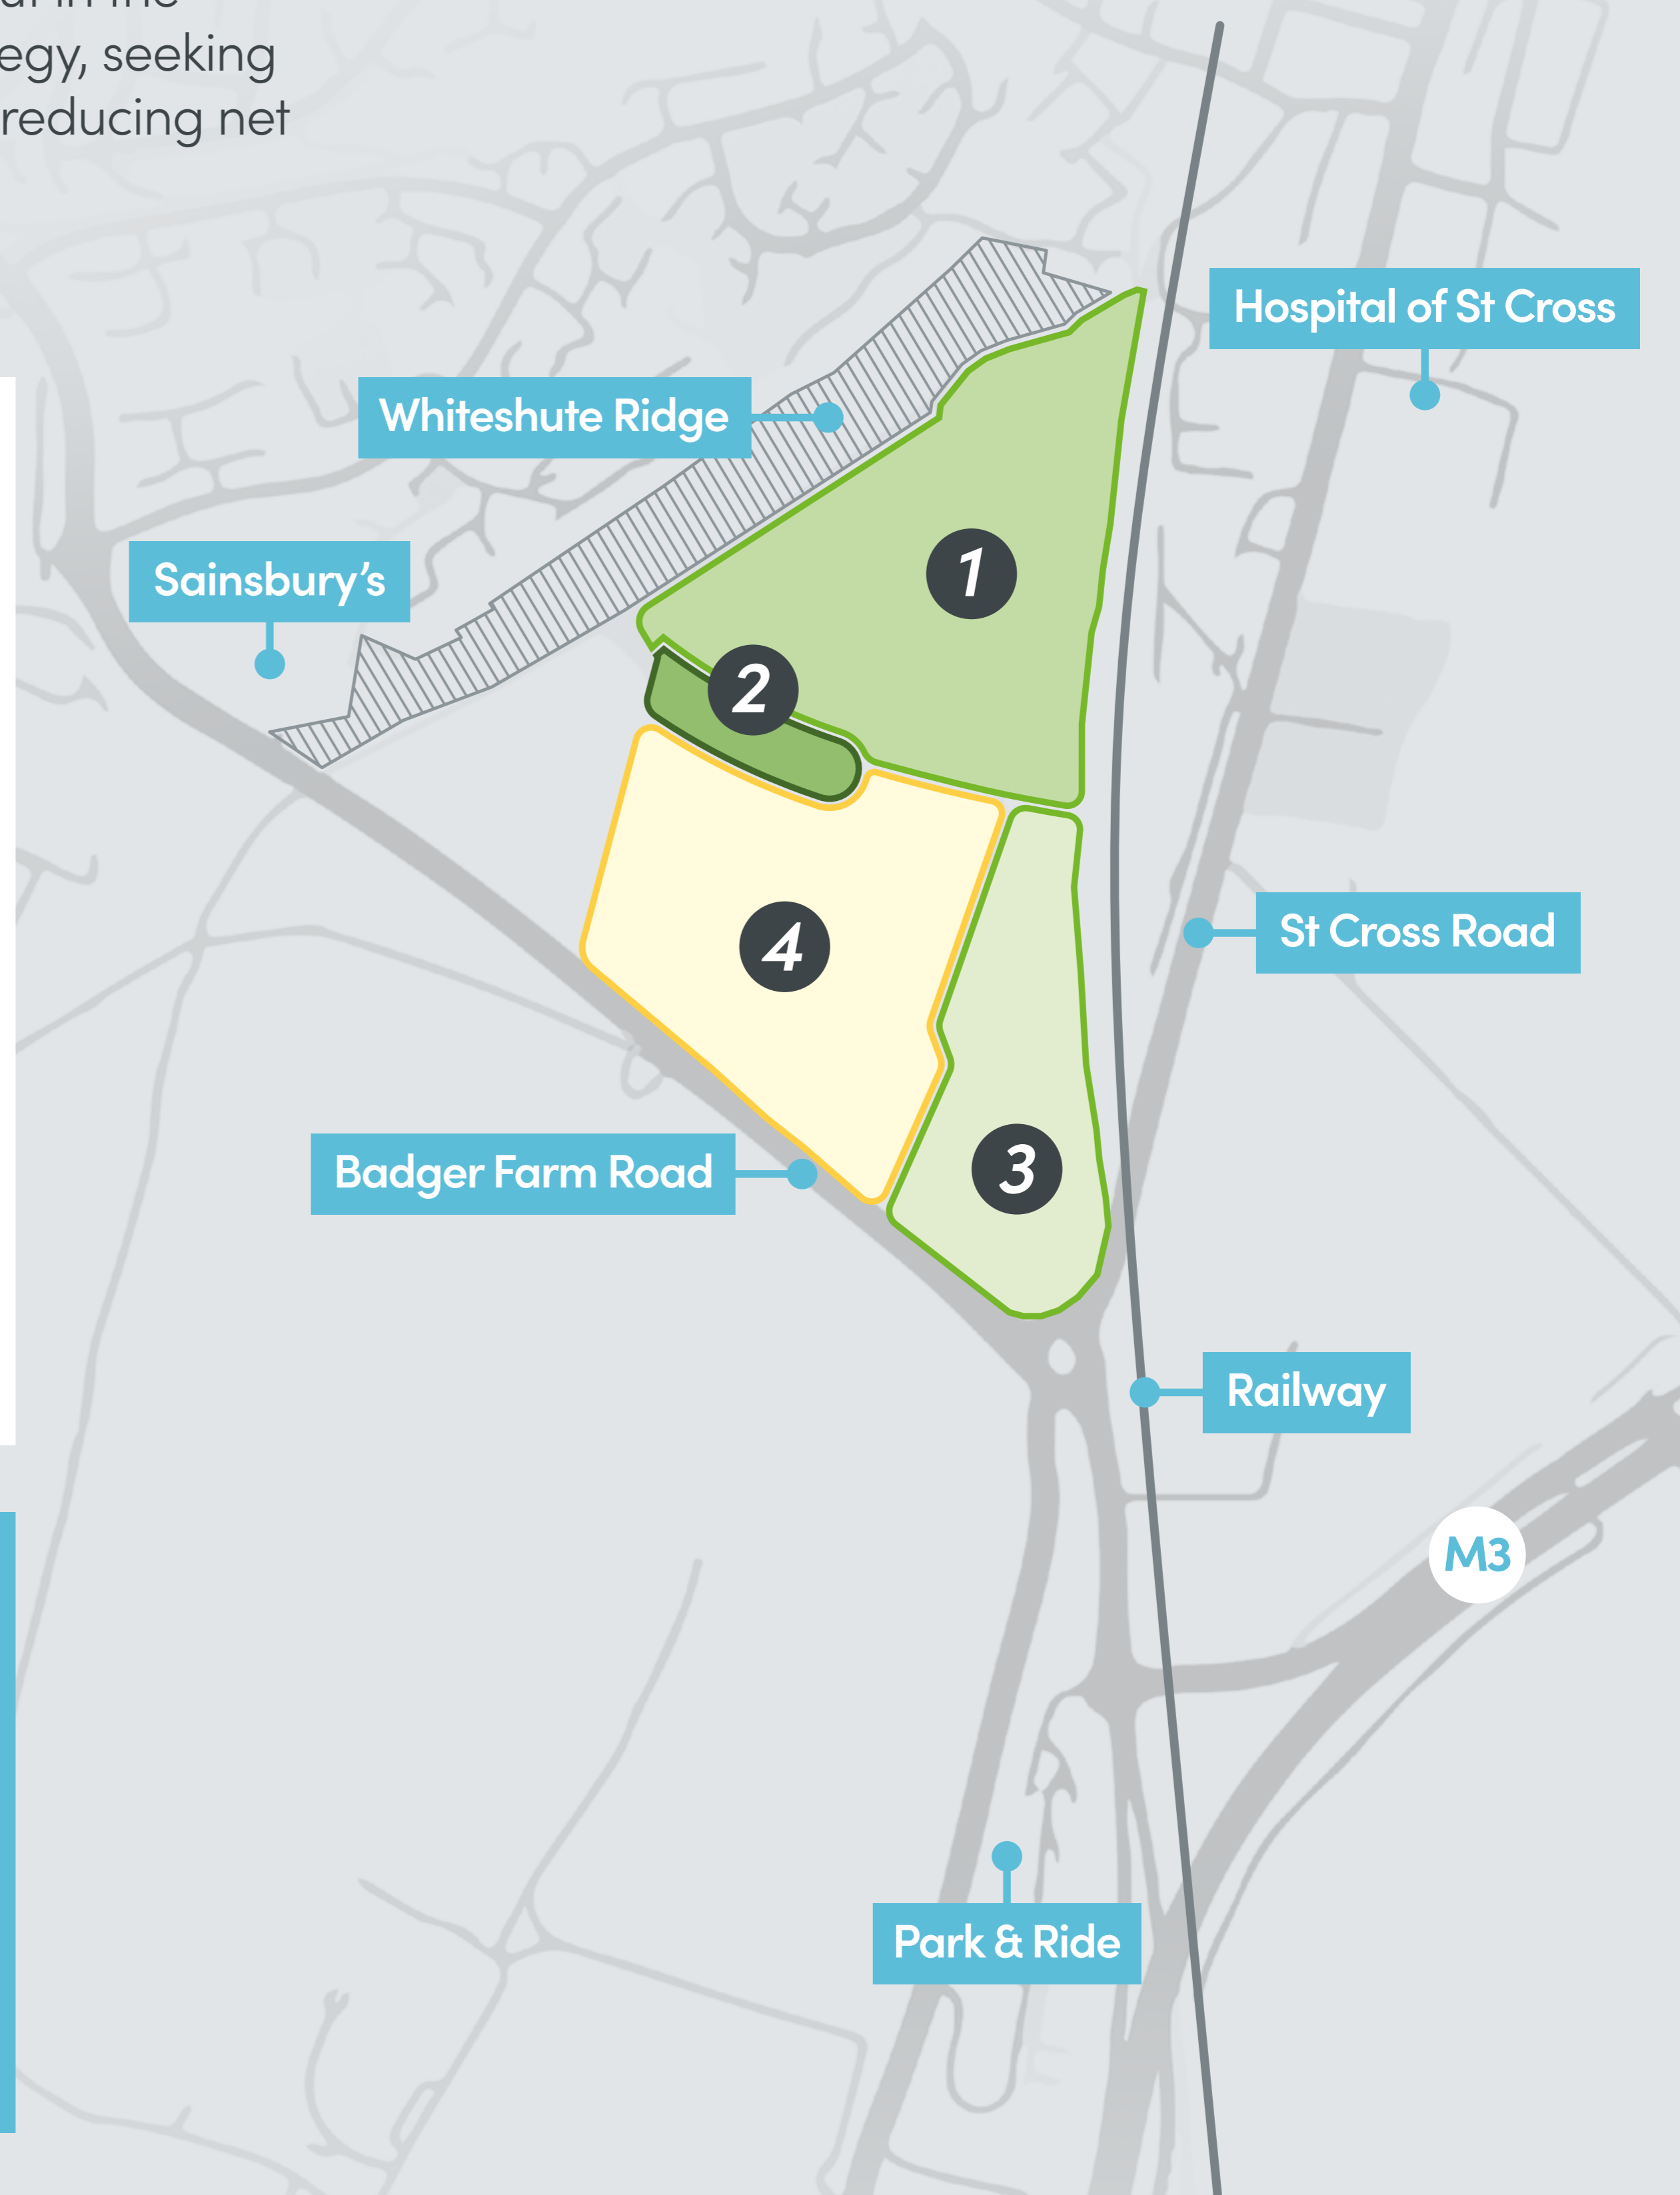 egy, seeking
reducing net
Hospital of St Cross
Whiteshute Ridge
Sainsbury's
1
2
4
St Cross Road
3
Badger Farm Road
Railway
M3
Park & Ride